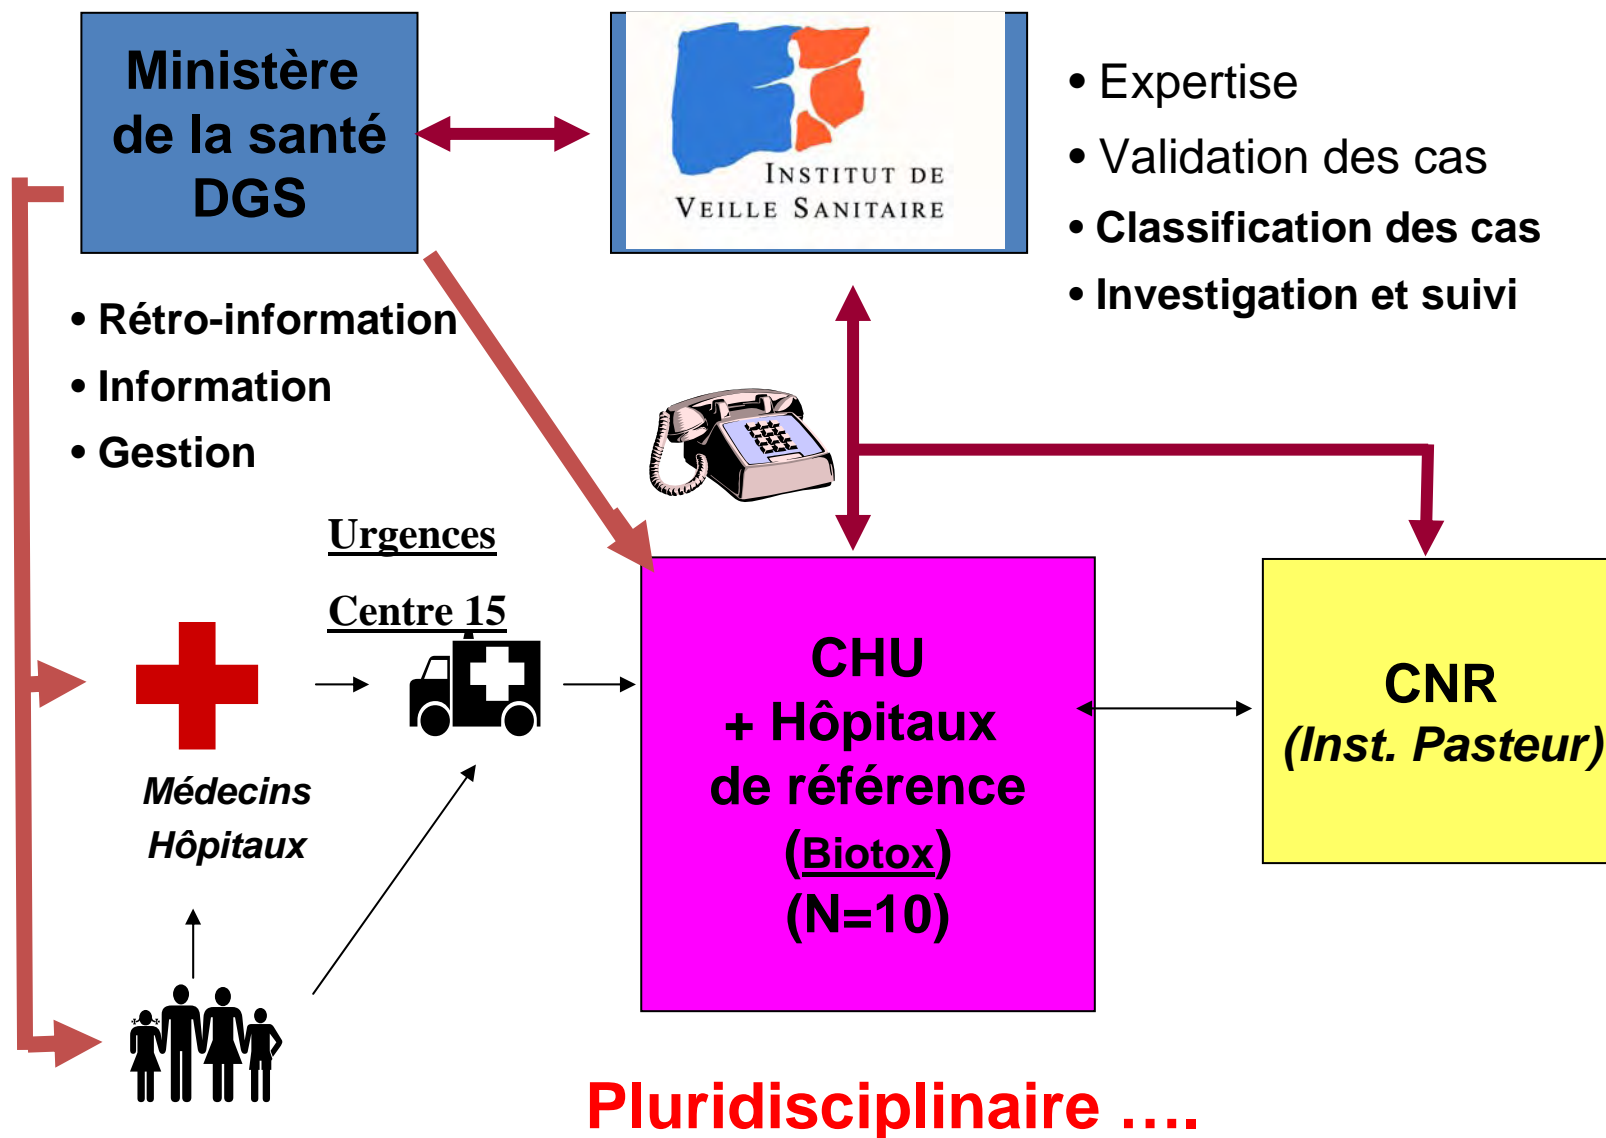 Ministère
de la santé
DGS
INSTITUT DE
VEILLE SANITAIRE
• Expertise
• Validation des cas
• Classification des cas
• Investigation et suivi
• Rétro-information
• Information
• Gestion
Urgences
Centre 15
Médecins
Hôpitaux
CHU
+ Hôpitaux
de référence
(Biotox)
(N=10)
CNR
(Inst. Pasteur)
Pluridisciplinaire ....